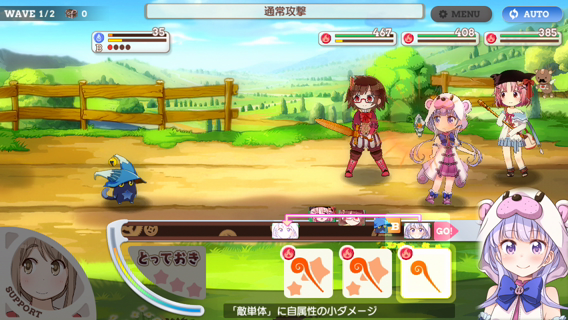 WAVE 1/2 0
通常攻撃
MENU
AUTO
35
B
467
408
385
B
GO!
とっておき
SUPPORT
「敵単体」に自属性の小ダメージ